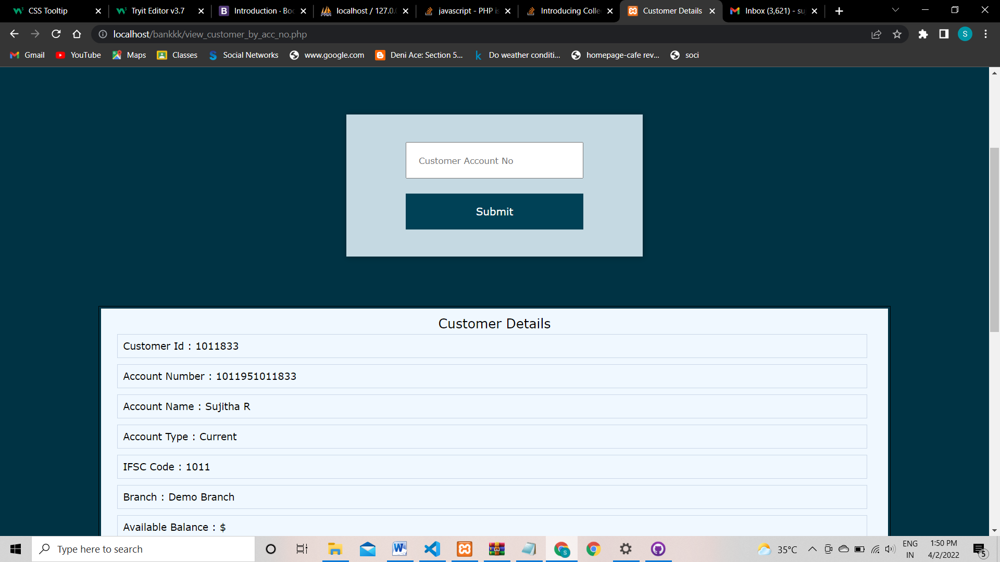 CSS Tooltip
Tryit Editor v3.7
Introduction · Boo
localhost / 127.0.0
javascript - PHP is
Introducing Colle
Customer Details
Inbox (3,621) - su
localhost/bankkk/view_customer_by_acc_no.php
S
Gmail
YouTube
Maps
Classes
Social Networks
www.google.com
Deni Ace: Section 5...
Do weather conditi...
homepage-cafe rev...
soci
Customer Account No
Submit
Customer Details
Customer Id : 1011833
Account Number : 1011951011833
Account Name : Sujitha R
Account Type : Current
IFSC Code : 1011
Branch : Demo Branch
Available Balance : $
Type here to search
35°C
ENG
IN
1:50 PM
4/2/2022
5